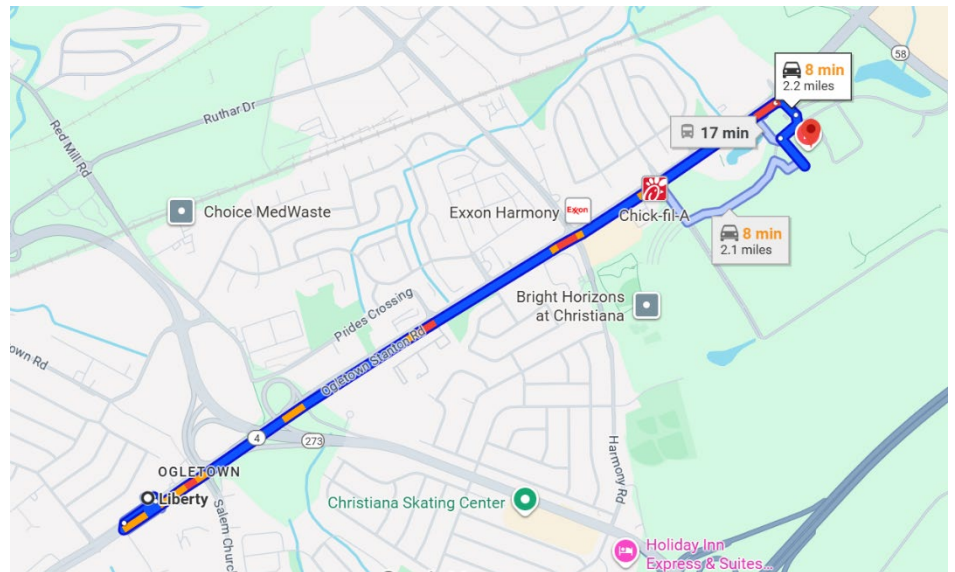 58
8 min
2.2 miles
Ruthar Dr
Red Mill Rd
17 min
Choice MedWaste
Exxon Harmony
Exxon
Chick-fil-A
8 min
2.1 miles
Bright Horizons
at Christiana
Prides Crossing
Ogletown Stanton Rd
own Rd
4
273
Harmony Rd
OGLETOWN
Liberty
Salem Churc
Christiana Skating Center
Holiday Inn
Express & Suites...